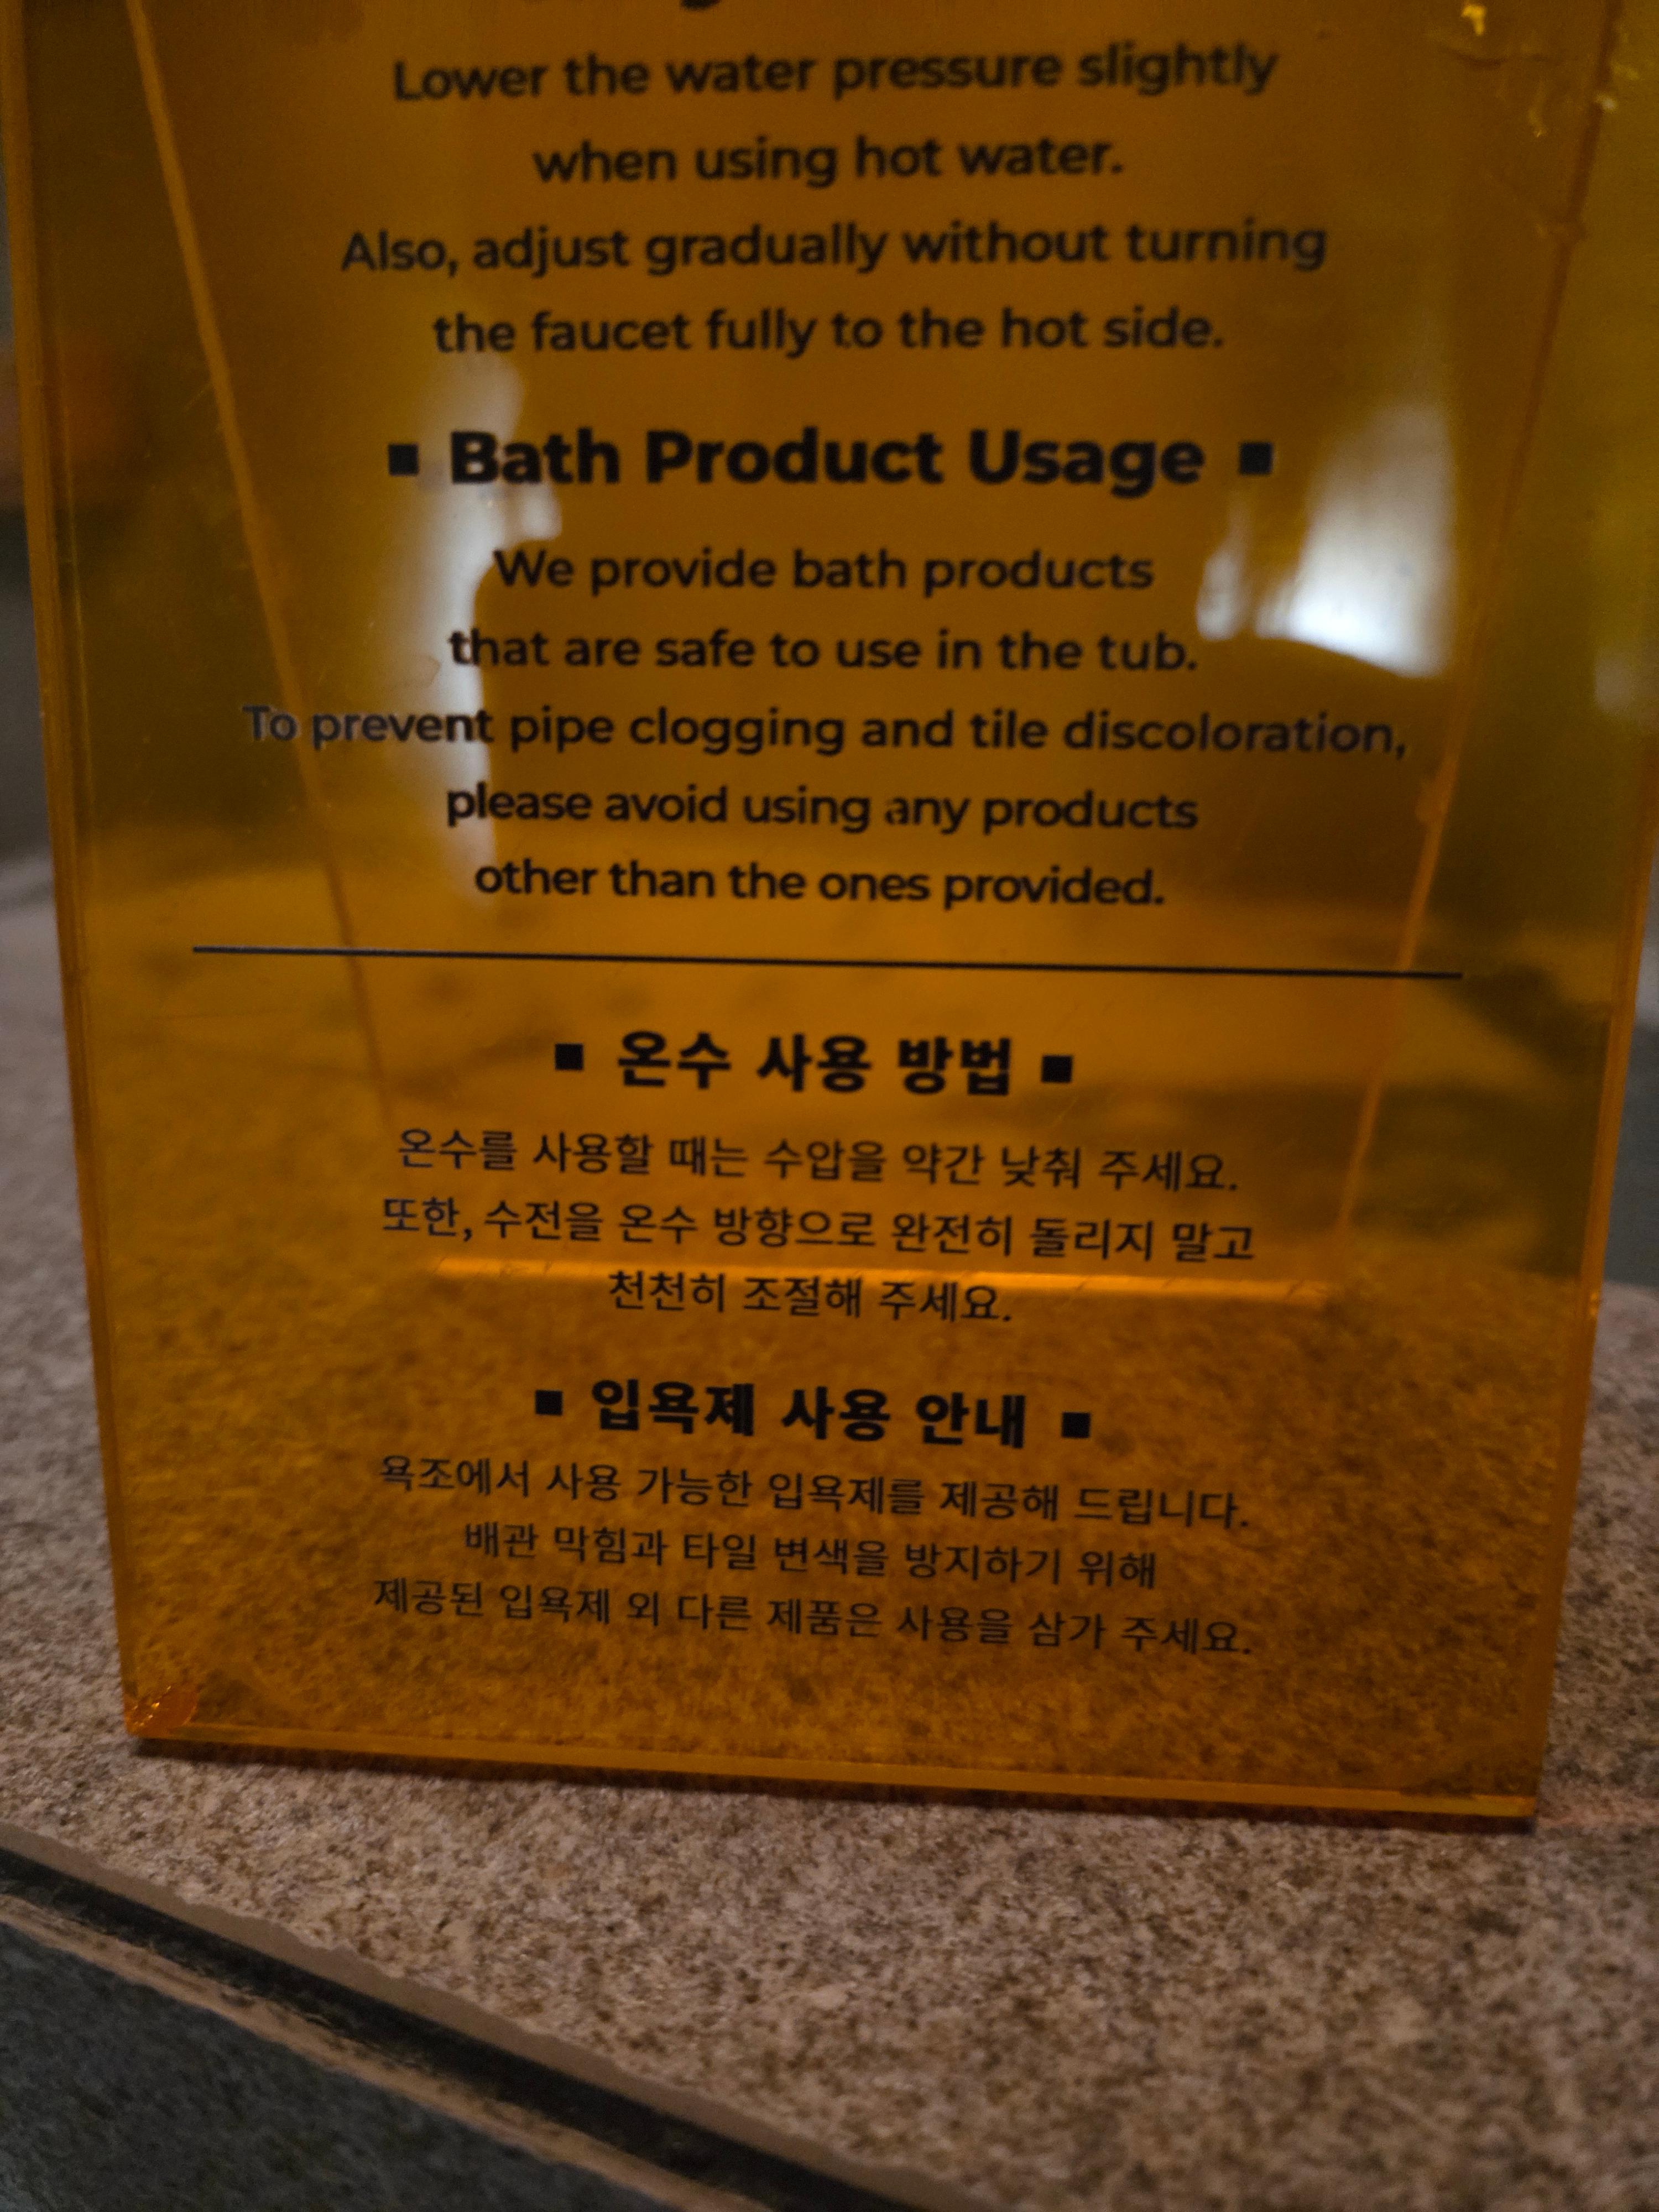 Lower the water pressure slightly
when using hot water.
Also, adjust gradually without turning
the faucet fully to the hot side.
▪ Bath Product Usage ▪
We provide bath products
that are safe to use in the tub.
To prevent pipe clogging and tile discoloration,
please avoid using any products
other than the ones provided.
▪ 온수 사용 방법 ▪
온수를 사용할 때는 수압을 약간 낮춰 주세요.
또한, 수전을 온수 방향으로 완전히 돌리지 말고
천천히 조절해 주세요.
▪ 입욕제 사용 안내 ▪
욕조에서 사용 가능한 입욕제를 제공해 드립니다.
배관 막힘과 타일 변색을 방지하기 위해
제공된 입욕제 외 다른 제품은 사용을 삼가 주세요.